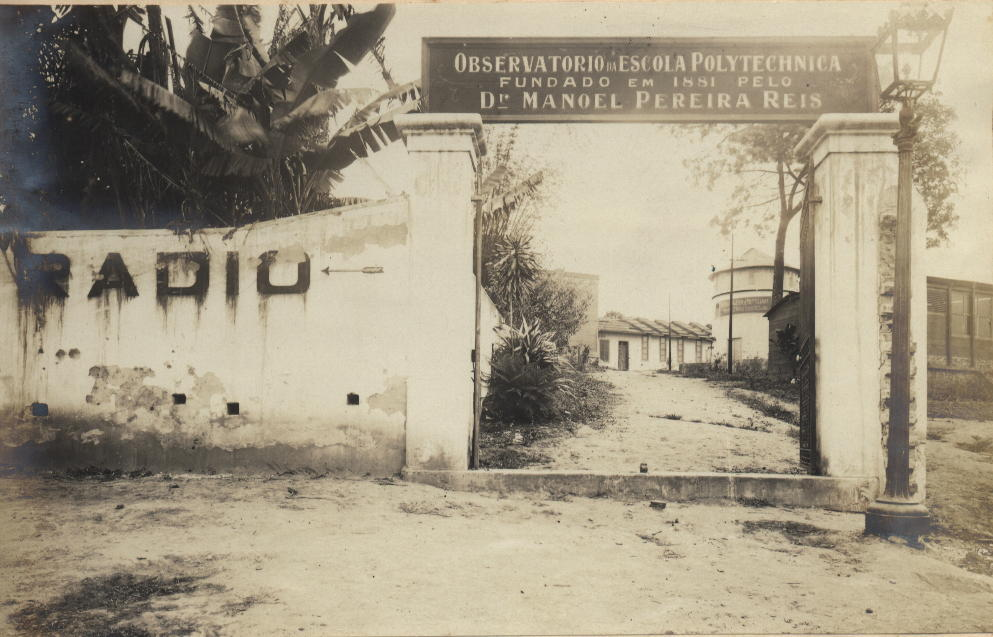 OBSERVATORIO DA ESCOLA POLYTECHNICA
FUNDADO EM 1881 PELO
Dr MANOEL PEREIRA REIS
RADIO